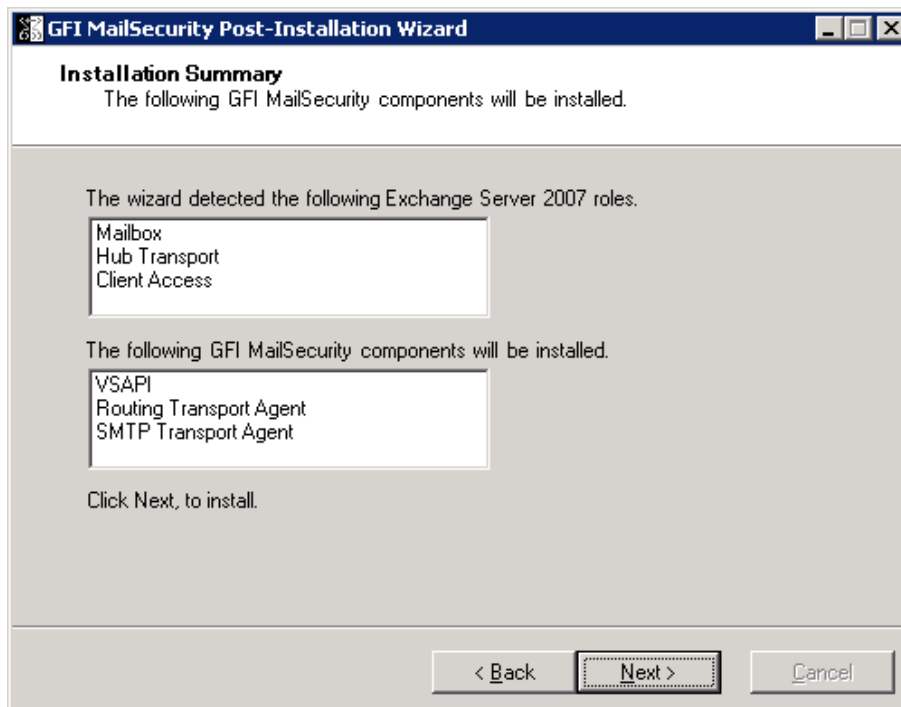 GFI MailSecurity Post-Installation Wizard
Installation Summary
The following GFI MailSecurity components will be installed.
The wizard detected the following Exchange Server 2007 roles.
Mailbox
Hub Transport
Client Access
The following GFI MailSecurity components will be installed.
VSAPI
Routing Transport Agent
SMTP Transport Agent
Click Next, to install.
< Back Next > Cancel